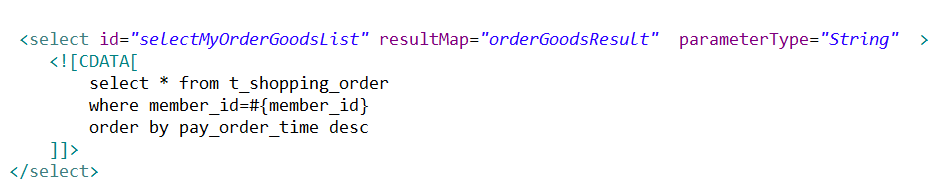 <select id="selectMyOrderGoodsList" resultMap="orderGoodsResult"  parameterType="String"  >
<![CDATA[
select * from t_shopping_order
where member_id=#{member_id}
order by pay_order_time desc
]]>
</select>